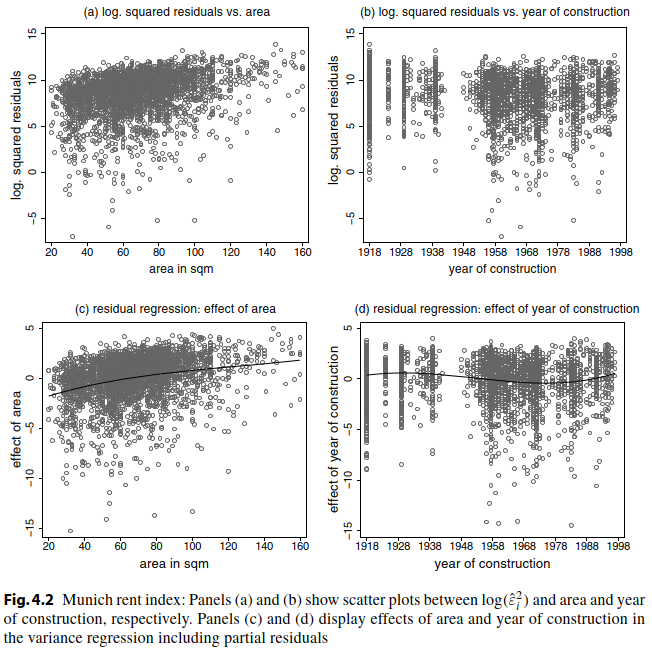 (a) log. squared residuals vs. area
log. squared residuals
15
10
5
0
−5
20 40 60 80 100 120 140 160
area in sqm
(b) log. squared residuals vs. year of construction
log. squared residuals
15
10
5
0
−5
1918 1928 1938 1948 1958 1968 1978 1988 1998
year of construction
(c) residual regression: effect of area
effect of area
5
0
−5
−10
−15
20 40 60 80 100 120 140 160
area in sqm
(d) residual regression: effect of year of construction
effect of year of construction
5
0
−5
−10
−15
1918 1928 1938 1948 1958 1968 1978 1988 1998
year of construction
Fig. 4.2 Munich rent index: Panels (a) and (b) show scatter plots between log(ε̂ᵢ²) and area and year
of construction, respectively. Panels (c) and (d) display effects of area and year of construction in
the variance regression including partial residuals